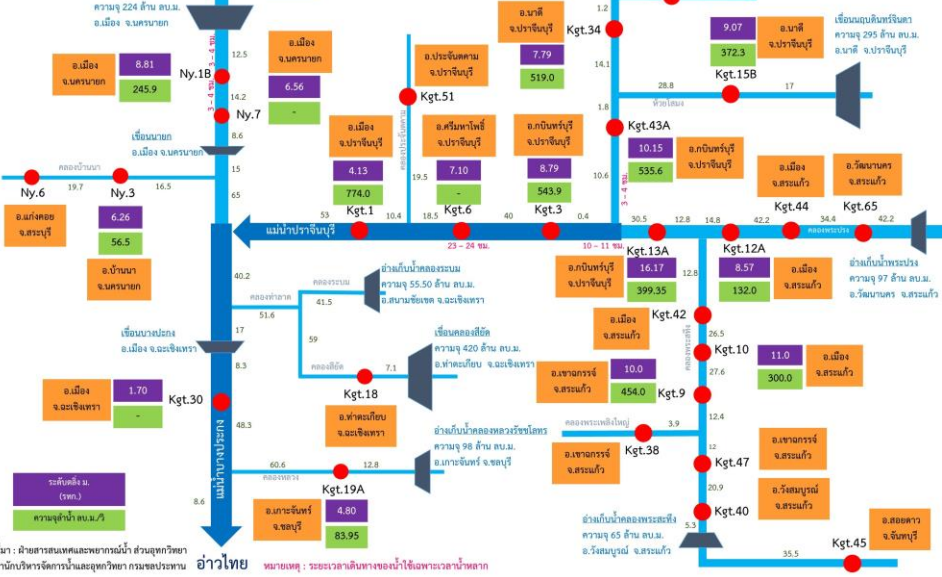 ความจุ 224 ล้าน ลบ.ม.
อ.เมือง จ.นครนายก
3 – 4 ชม.
12.5
อ.เมือง
จ.นครนายก
8.81
245.9
Ny.1B
3 – 4 ชม.
14.2
Ny.7
8.6
อ.เมือง
จ.นครนายก
6.56
-
เขื่อนนายก
อ.เมือง จ.นครนายก
15
65
คลองบ้านนา
Ny.6
19.7
Ny.3
16.5
อ.แก่งคอย
จ.สระบุรี
6.26
56.5
อ.บ้านนา
จ.นครนายก
อ.ประจันตคาม
จ.ปราจีนบุรี
Kgt.51
คลองประจันตคาม
19.5
อ.เมือง
จ.ปราจีนบุรี
4.13
774.0
อ.ศรีมหาโพธิ์
จ.ปราจีนบุรี
7.10
-
อ.กบินทร์บุรี
จ.ปราจีนบุรี
8.79
543.9
อ.นาดี
จ.ปราจีนบุรี
7.79
519.0
1.2
Kgt.34
14.1
1.8
Kgt.43A
10.6
3 – 4 ชม.
10.15
535.6
อ.กบินทร์บุรี
จ.ปราจีนบุรี
9.07
372.3
อ.นาดี
จ.ปราจีนบุรี
Kgt.15B
28.8
17
ห้วยโสมง
เขื่อนนฤบดินทรจินดา
ความจุ 295 ล้าน ลบ.ม.
อ.นาดี จ.ปราจีนบุรี
แม่น้ำปราจีนบุรี
53
Kgt.1
10.4
18.5
Kgt.6
40
Kgt.3
0.4
23 – 24 ชม.
10 – 11 ชม.
30.5
12.8
14.8
42.2
34.4
42.2
คลองพระปรง
อ.เมือง
จ.สระแก้ว
Kgt.44
อ.วัฒนานคร
จ.สระแก้ว
Kgt.65
Kgt.13A
อ.กบินทร์บุรี
จ.ปราจีนบุรี
16.17
399.35
Kgt.12A
8.57
132.0
อ.เมือง
จ.สระแก้ว
อ่างเก็บน้ำพระปรง
ความจุ 97 ล้าน ลบ.ม.
อ.วัฒนานคร จ.สระแก้ว
12.8
อ.เมือง
จ.สระแก้ว
Kgt.42
คลองพระสทึง
26.5
Kgt.10
27.6
11.0
300.0
อ.เมือง
จ.สระแก้ว
อ.เขาฉกรรจ์
จ.สระแก้ว
10.0
454.0
Kgt.9
12.4
คลองพระเพลิงใหญ่
3.9
Kgt.38
อ.เขาฉกรรจ์
จ.สระแก้ว
12
Kgt.47
อ.เขาฉกรรจ์
จ.สระแก้ว
20.9
Kgt.40
อ.วังสมบูรณ์
จ.สระแก้ว
5.3
อ่างเก็บน้ำคลองพระสะทึง
ความจุ 65 ล้าน ลบ.ม.
อ.วังสมบูรณ์ จ.สระแก้ว
35.5
Kgt.45
อ.สอยดาว
จ.จันทบุรี
40.2
คลองท่าลาด
51.6
คลองระบม
41.5
อ่างเก็บน้ำคลองระบม
ความจุ 55.50 ล้าน ลบ.ม.
อ.สนามชัยเขต จ.ฉะเชิงเทรา
59
คลองสียัด
7.1
Kgt.18
อ.ท่าตะเกียบ
จ.ฉะเชิงเทรา
เขื่อนคลองสียัด
ความจุ 420 ล้าน ลบ.ม.
อ.ท่าตะเกียบ จ.ฉะเชิงเทรา
17
เขื่อนบางปะกง
อ.เมือง จ.ฉะเชิงเทรา
8.3
อ.เมือง
จ.ฉะเชิงเทรา
1.70
-
Kgt.30
48.3
แม่น้ำบางปะกง
60.6
12.8
คลองหลวง
Kgt.19A
อ.เกาะจันทร์
จ.ชลบุรี
4.80
83.95
อ่างเก็บน้ำคลองหลวงรัชชโลทร
ความจุ 98 ล้าน ลบ.ม.
อ.เกาะจันทร์ จ.ชลบุรี
8.6
ระดับตลิ่ง ม.
(รทก.)
ความจุลำน้ำ ลบ.ม./วิ
มา : ฝ่ายสารสนเทศและพยากรณ์น้ำ ส่วนอุทกวิทยา
สำนักบริหารจัดการน้ำและอุทกวิทยา กรมชลประทาน
อ่าวไทย
หมายเหตุ : ระยะเวลาเดินทางของน้ำใช้เฉพาะเวลาน้ำหลาก